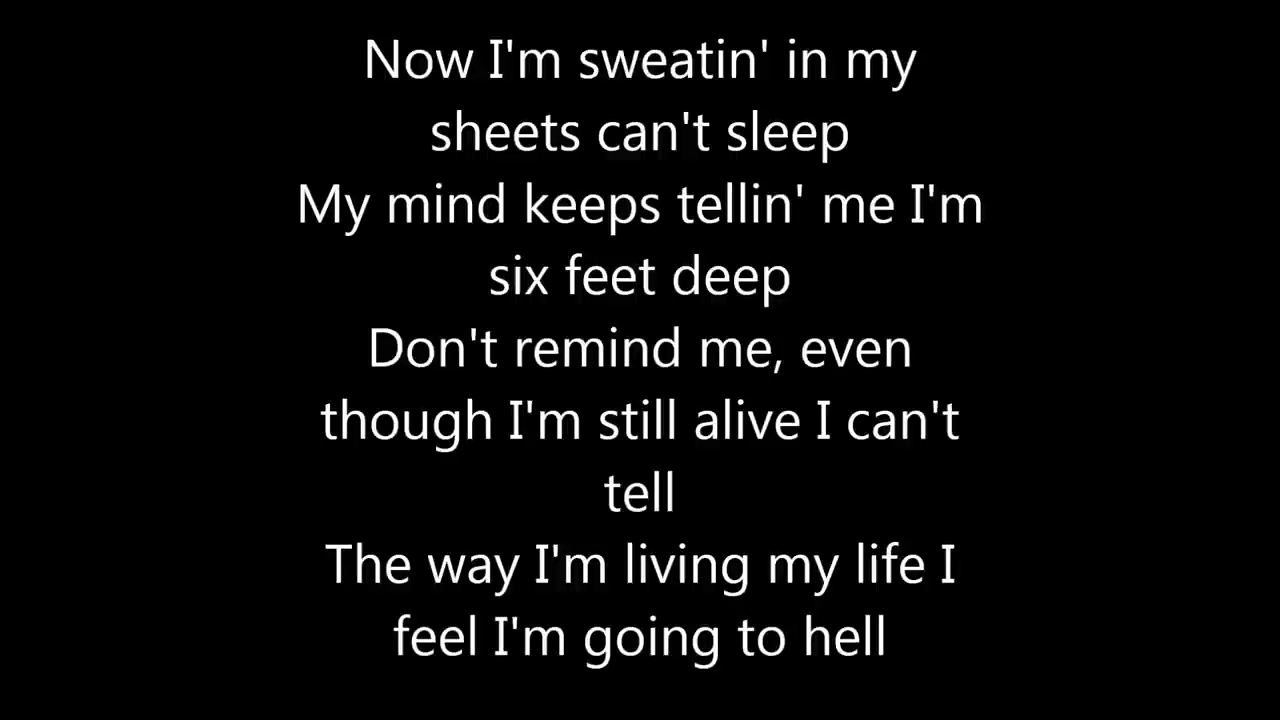 Now I'm sweatin' in my
sheets can't sleep
My mind keeps tellin' me I'm
six feet deep
Don't remind me, even
though I'm still alive I can't
tell
The way I'm living my life I
feel I'm going to hell